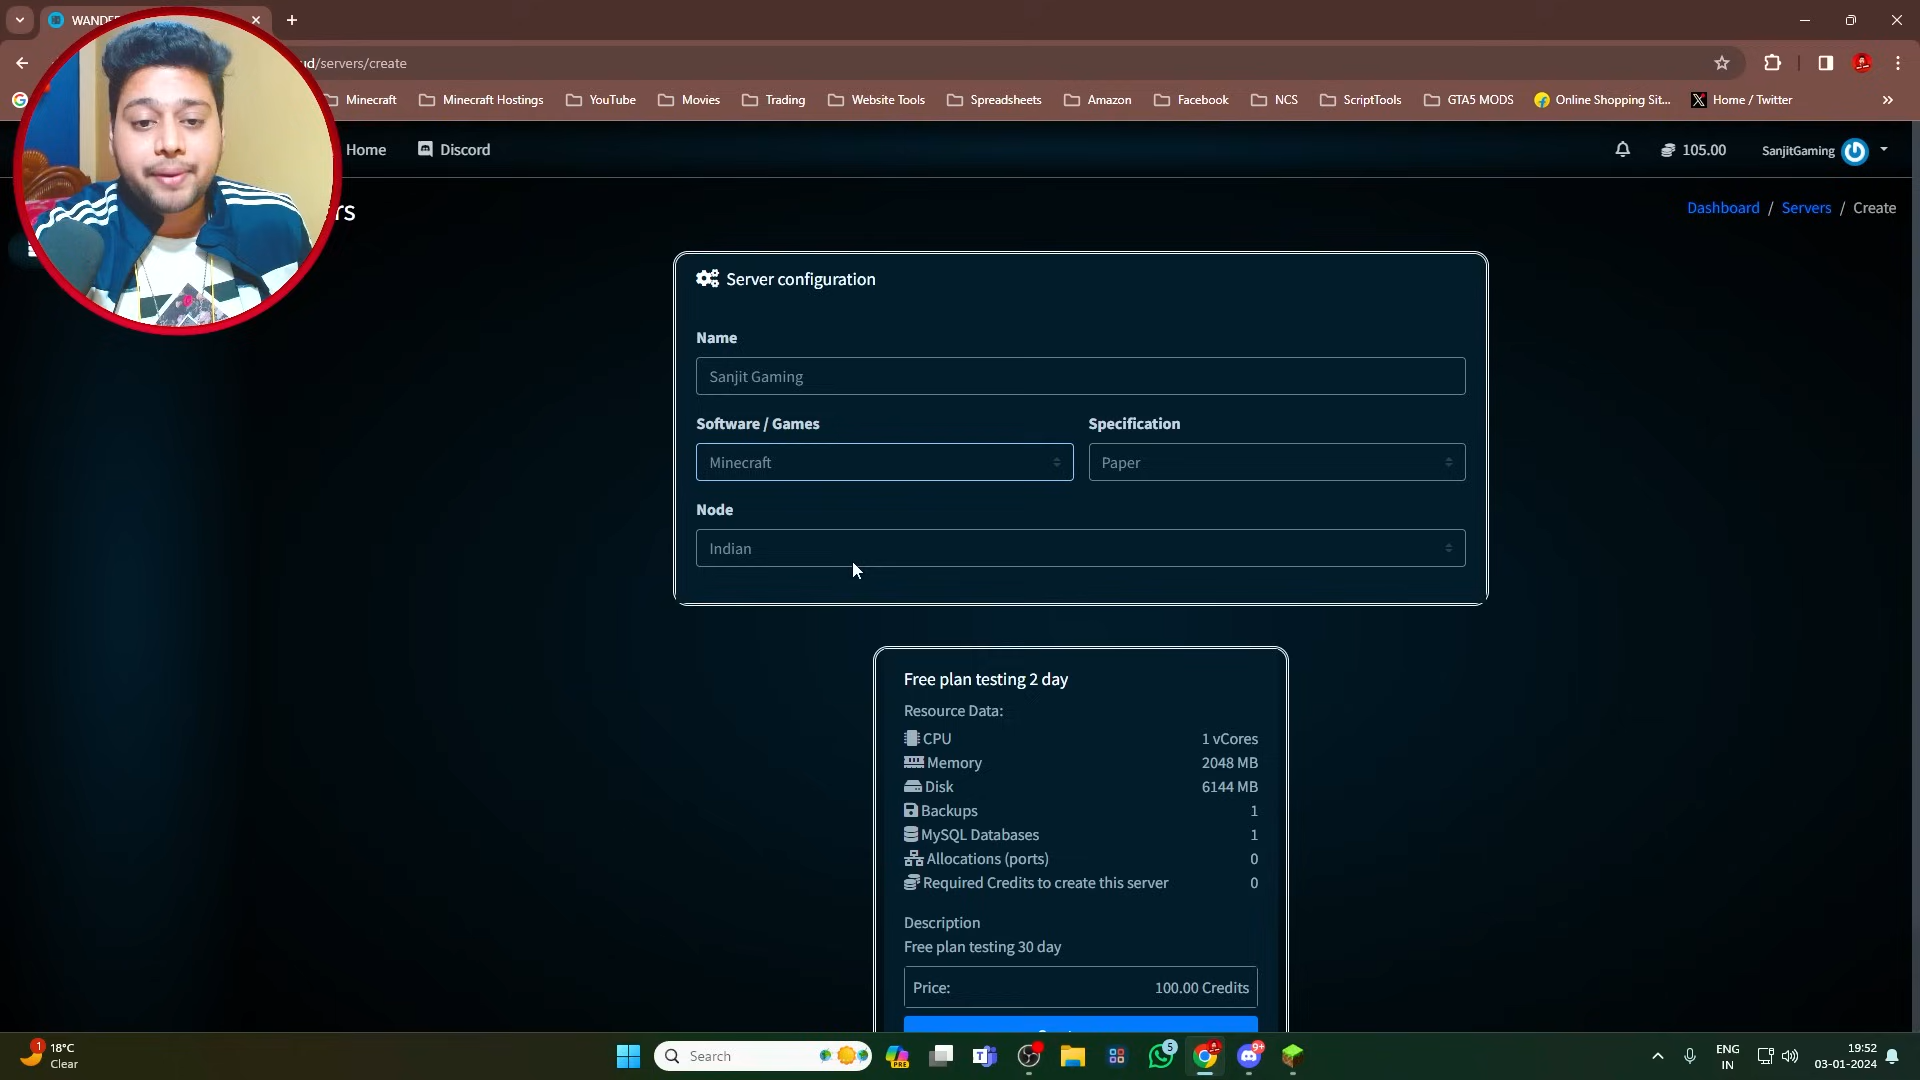 WANDE
ud/servers/create
Minecraft
Minecraft Hostings
YouTube
Movies
Trading
Website Tools
Spreadsheets
Amazon
Facebook
NCS
ScriptTools
GTA5 MODS
Online Shopping Sit...
Home / Twitter
Home
Discord
105.00
SanjitGaming
rs
Dashboard / Servers / Create
Server configuration
Name
Sanjit Gaming
Software / Games
Specification
Minecraft
Paper
Node
Indian
Free plan testing 2 day
Resource Data:
CPU 1 vCores
Memory 2048 MB
Disk 6144 MB
Backups 1
MySQL Databases 1
Allocations (ports) 0
Required Credits to create this server 0
Description
Free plan testing 30 day
Price: 100.00 Credits
1
18°C
Clear
Search
PRE
5
9+
ENG
IN
19:52
03-01-2024